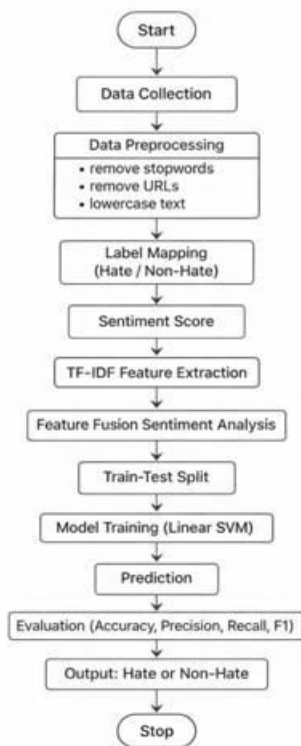 Start
Data Collection
Data Preprocessing
• remove stopwords
• remove URLs
• lowercase text
Label Mapping
(Hate / Non-Hate)
Sentiment Score
TF-IDF Feature Extraction
Feature Fusion Sentiment Analysis
Train-Test Split
Model Training (Linear SVM)
Prediction
Evaluation (Accuracy, Precision, Recall, F1)
Output: Hate or Non-Hate
Stop